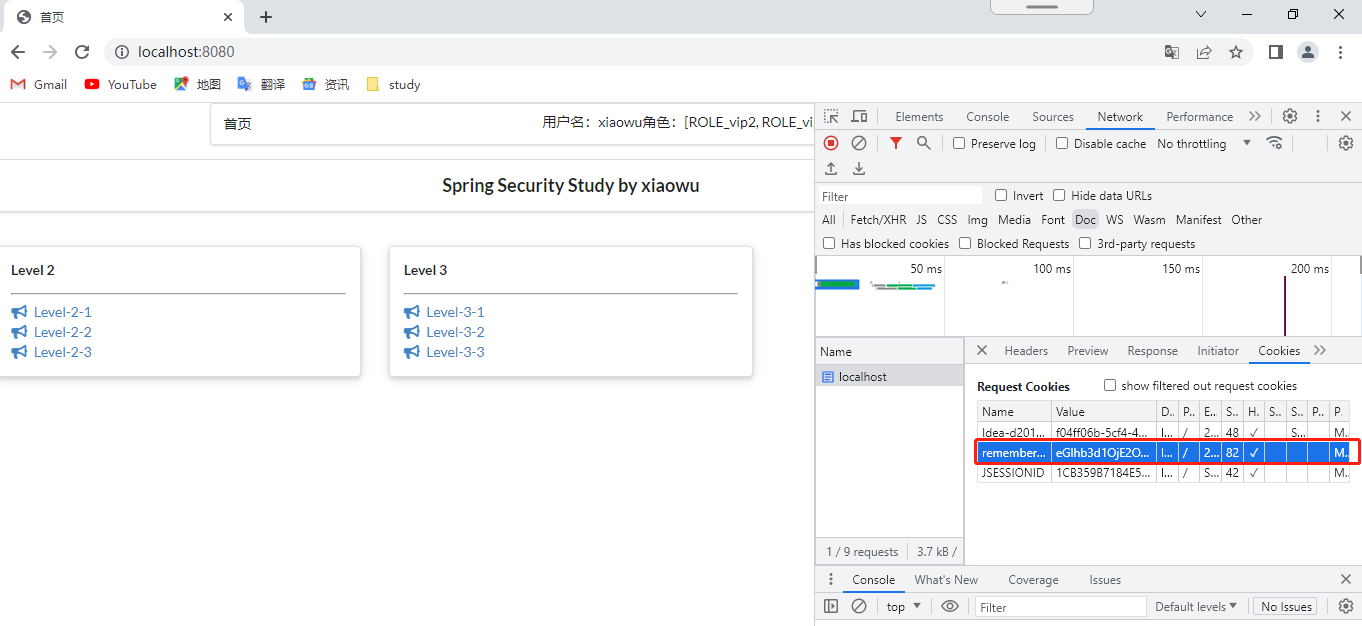 首页
localhost:8080
Gmail YouTube 地图 翻译 资讯 study
首页 用户名：xiaowu角色：[ROLE_vip2, ROLE_vi
Spring Security Study by xiaowu
Level 2
Level-2-1
Level-2-2
Level-2-3
Level 3
Level-3-1
Level-3-2
Level-3-3
Elements Console Sources Network Performance
Preserve log Disable cache No throttling
Filter Invert Hide data URLs
All Fetch/XHR JS CSS Img Media Font Doc WS Wasm Manifest Other
Has blocked cookies Blocked Requests 3rd-party requests
50 ms 100 ms 150 ms 200 ms
Name
localhost
1 / 9 requests 3.7 kB /
Headers Preview Response Initiator Cookies
Request Cookies show filtered out request cookies
Name Value D.. P.. E... S.. H. S.. S.. P.. P.
Idea-d201... f04ff06b-5cf4-4... l... / 2... 48 ✓ S... M..
remember... eGlhb3d1OjE2O... l... / 2... 82 ✓ M..
JSESSIONID 1CB359B7184E5... l... / S... 42 ✓ M..
Console What's New Coverage Issues
top Filter Default levels No Issues